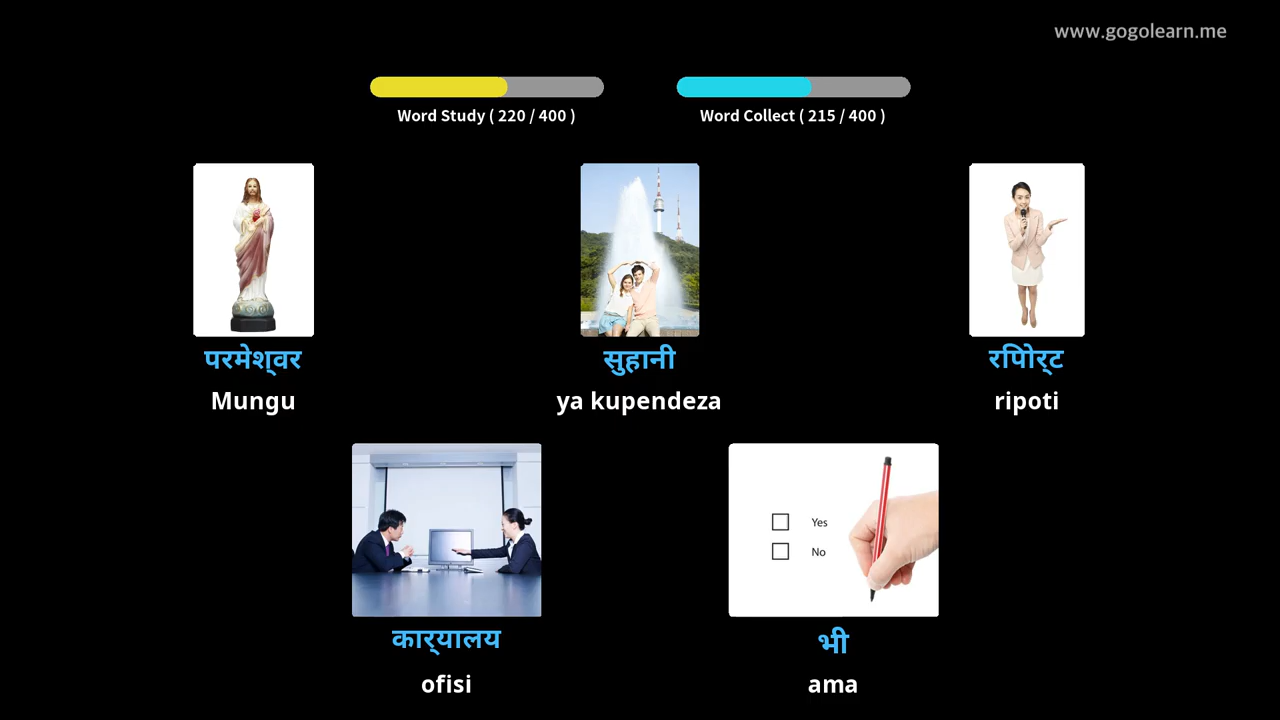 www.gogolearn.me
Word Study ( 220 / 400 )
Word Collect ( 215 / 400 )
परमेश्‌वर
सुहानी
रिपोर्‌ट
Mungu
ya kupendeza
ripoti
Yes
No
कार्‌यालय
भी
ofisi
ama